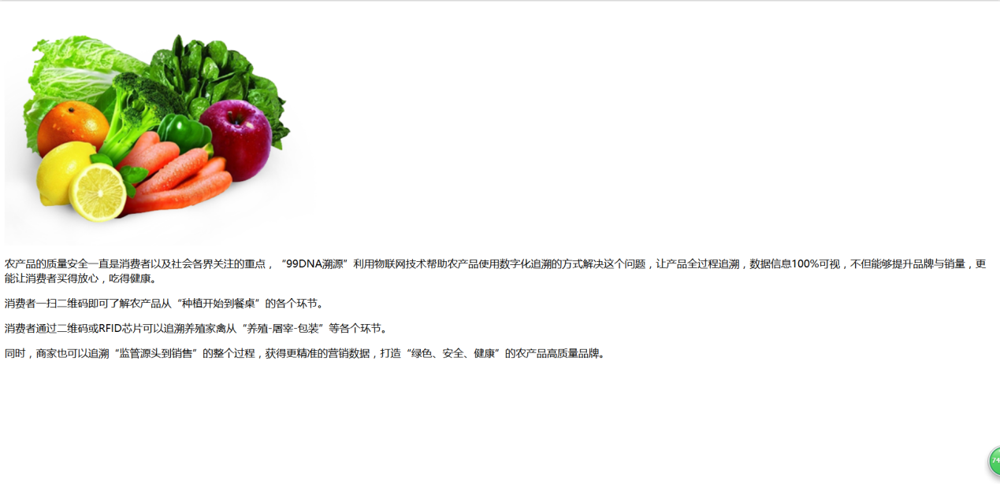 农产品的质量安全一直是消费者以及社会各界关注的重点，“99DNA溯源”利用物联网技术帮助农产品使用数字化追溯的方式解决这个问题，让产品全过程追溯，数据信息100%可视，不但能够提升品牌与销量，更
能让消费者买得放心，吃得健康。
消费者一扫二维码即可了解农产品从“种植开始到餐桌”的各个环节。
消费者通过二维码或RFID芯片可以追溯养殖家禽从“养殖-屠宰-包装”等各个环节。
同时，商家也可以追溯“监管源头到销售”的整个过程，获得更精准的营销数据，打造“绿色、安全、健康”的农产品高质量品牌。
74